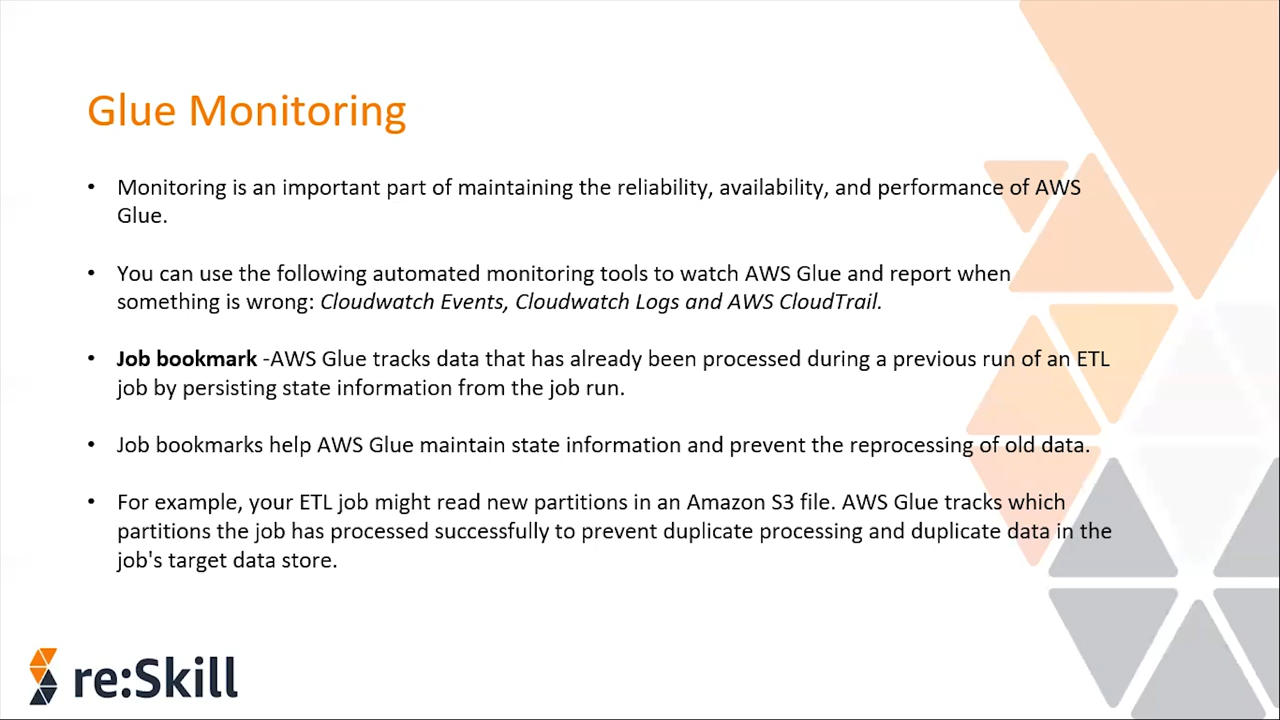 Glue Monitoring
• Monitoring is an important part of maintaining the reliability, availability, and performance of AWS
Glue.
• You can use the following automated monitoring tools to watch AWS Glue and report when
something is wrong: Cloudwatch Events, Cloudwatch Logs and AWS CloudTrail.
• Job bookmark -AWS Glue tracks data that has already been processed during a previous run of an ETL
job by persisting state information from the job run.
• Job bookmarks help AWS Glue maintain state information and prevent the reprocessing of old data.
• For example, your ETL job might read new partitions in an Amazon S3 file. AWS Glue tracks which
partitions the job has processed successfully to prevent duplicate processing and duplicate data in the
job's target data store.
re:Skill